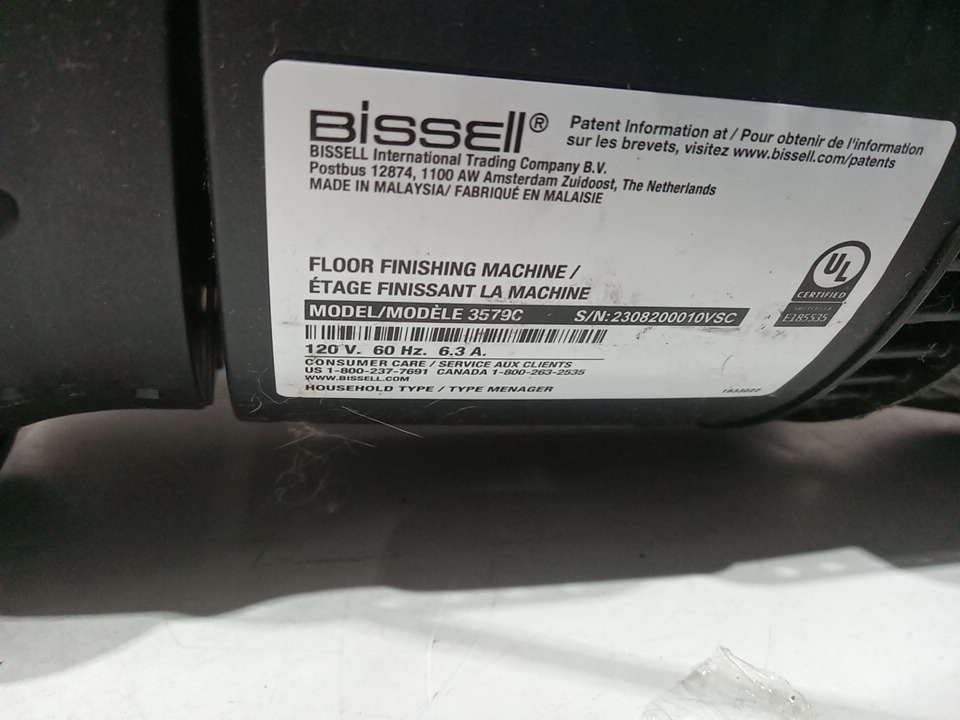 BISSELL®
Patent Information at / Pour obtenir de l'information
sur les brevets, visitez www.bissell.com/patents
BISSELL International Trading Company B.V.
Postbus 12874, 1100 AW Amsterdam Zuidoost, The Netherlands
MADE IN MALAYSIA/ FABRIQUÉ EN MALAISIE
FLOOR FINISHING MACHINE /
ÉTAGE FINISSANT LA MACHINE
MODEL/MODÈLE 3579C S/N:2308200010VSC
UL
CERTIFIED
E185535
120 V. 60 Hz. 6.3 A.
CONSUMER CARE / SERVICE AUX CLIENTS
US 1-800-237-7691 CANADA 1-800-263-2535
WWW.BISSELL.COM
HOUSEHOLD TYPE / TYPE MENAGER
1633022